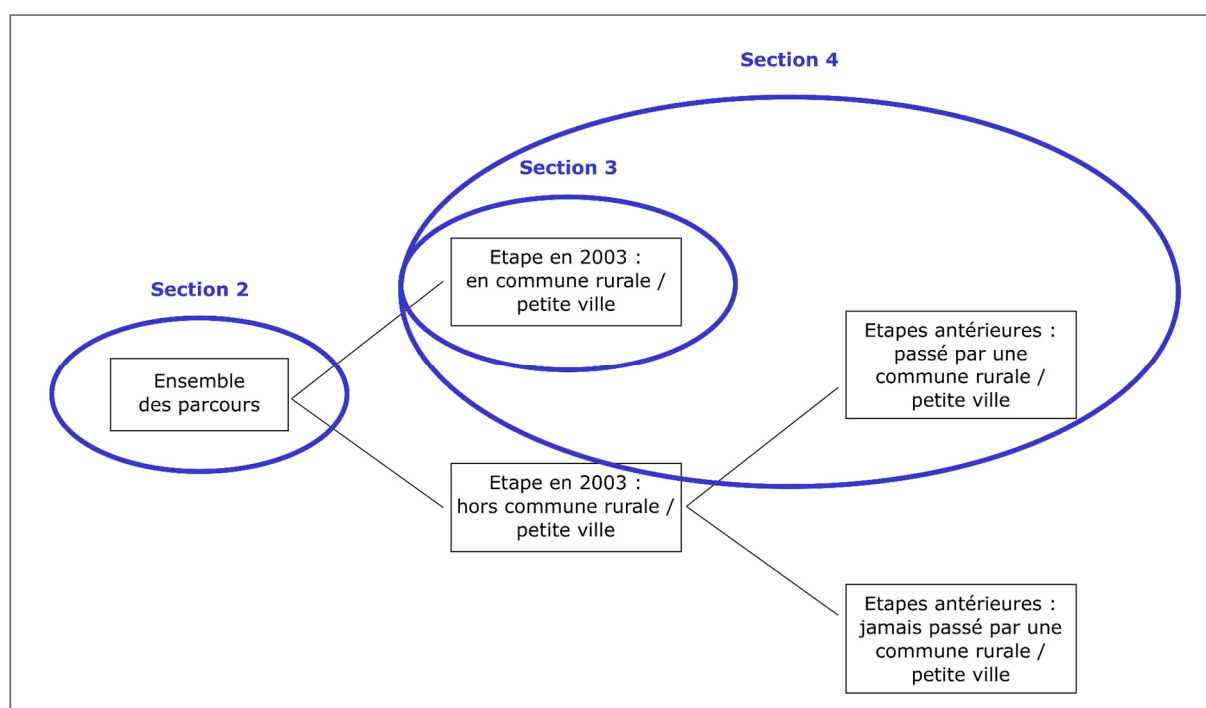 Section 4
Section 3
Etape en 2003 :
en commune rurale /
petite ville
Section 2
Ensemble
des parcours
Etapes antérieures :
passé par une
commune rurale /
petite ville
Etape en 2003 :
hors commune rurale /
petite ville
Etapes antérieures :
jamais passé par une
commune rurale /
petite ville